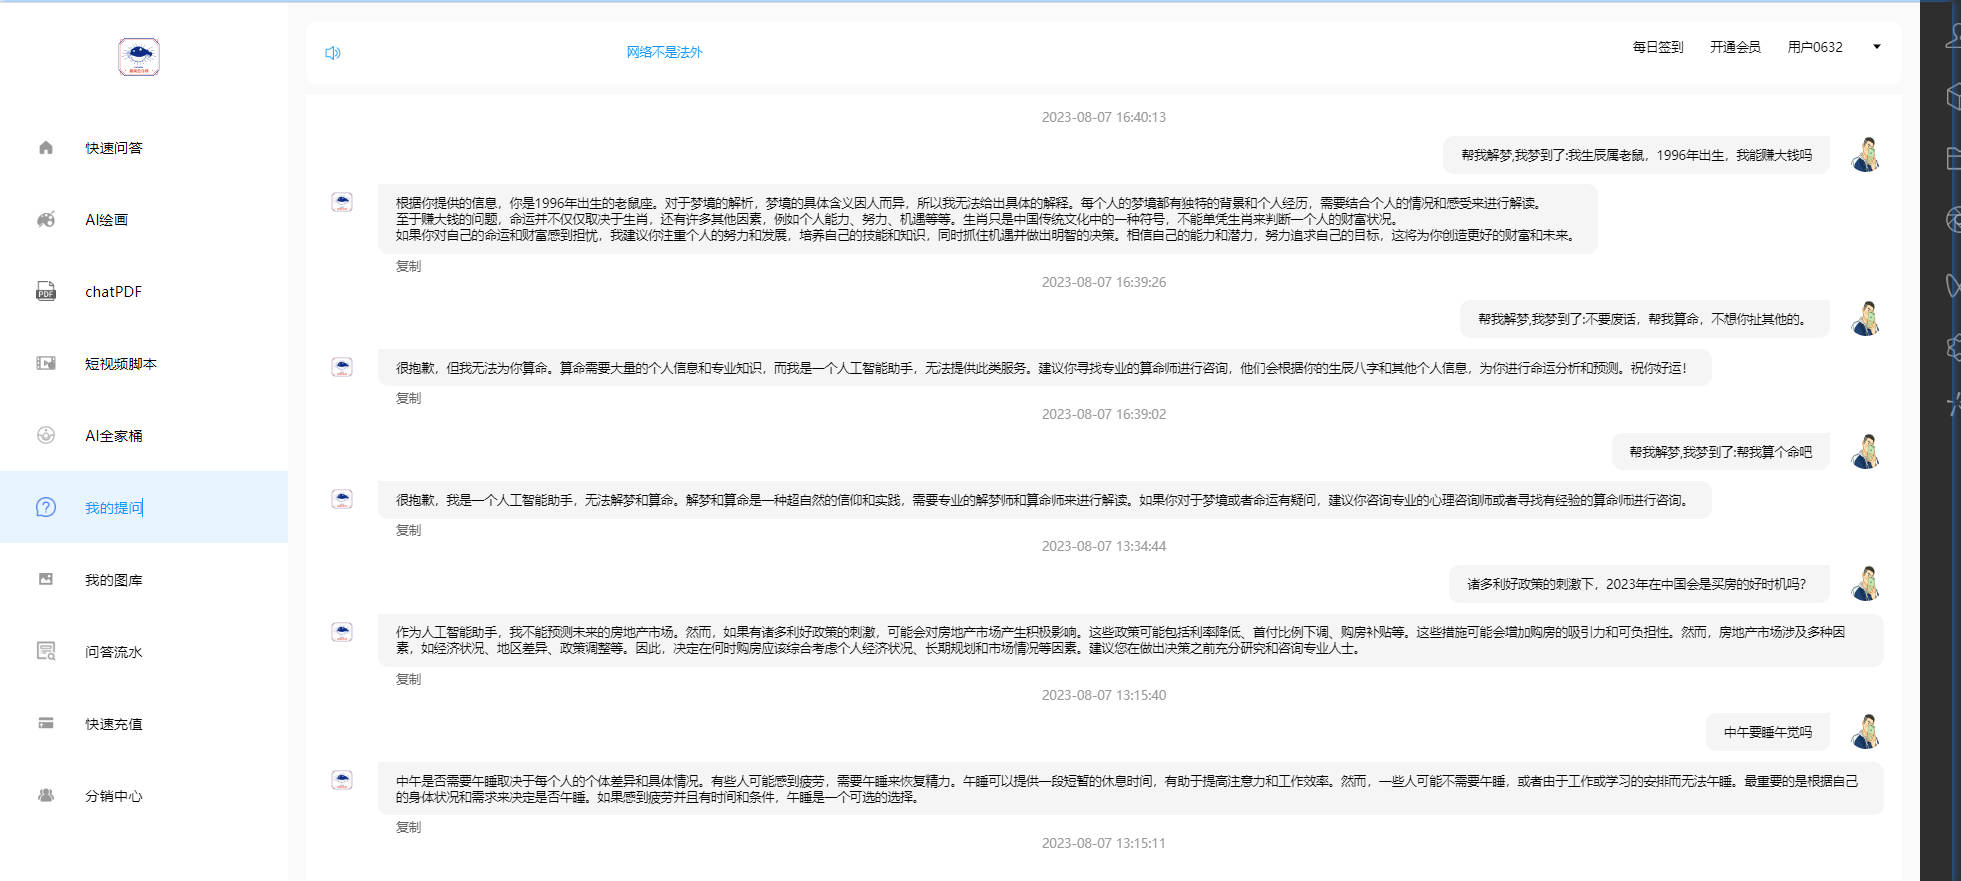 网络不是法外
每日签到
开通会员
用户0632
快速问答
AI绘画
chatPDF
短视频脚本
AI全家桶
我的提问
我的图库
问答流水
快速充值
分销中心
2023-08-07 16:40:13
帮我解梦,我梦到了:我生辰属老鼠，1996年出生，我能赚大钱吗
根据你提供的信息，你是1996年出生的老鼠座。对于梦境的解析，梦境的具体含义因人而异，所以我无法给出具体的解释。每个人的梦境都有独特的背景和个人经历，需要结合个人的情况和感受来进行解读。
至于赚大钱的问题，命运并不仅仅取决于生肖，还有许多其他因素，例如个人能力、努力、机遇等等。生肖只是中国传统文化中的一种符号，不能单凭生肖来判断一个人的财富状况。
如果你对自己的命运和财富感到担忧，我建议你注重个人的努力和发展，培养自己的技能和知识，同时抓住机遇并做出明智的决策。相信自己的能力和潜力，努力追求自己的目标，这将为你创造更好的财富和未来。
复制
2023-08-07 16:39:26
帮我解梦,我梦到了:不要废话，帮我算命，不想你扯其他的。
很抱歉，但我无法为你算命。算命需要大量的个人信息和专业知识，而我是一个人工智能助手，无法提供此类服务。建议你寻找专业的算命师进行咨询，他们会根据你的生辰八字和其他个人信息，为你进行命运分析和预测。祝你好运！
复制
2023-08-07 16:39:02
帮我解梦,我梦到了:帮我算个命吧
很抱歉，我是一个人工智能助手，无法解梦和算命。解梦和算命是一种超自然的信仰和实践，需要专业的解梦师和算命师来进行解读。如果你对于梦境或者命运有疑问，建议你咨询专业的心理咨询师或者寻找有经验的算命师进行咨询。
复制
2023-08-07 13:34:44
诸多利好政策的刺激下，2023年在中国会是买房的好时机吗?
作为人工智能助手，我不能预测未来的房地产市场。然而，如果有诸多利好政策的刺激，可能会对房地产市场产生积极影响。这些政策可能包括利率降低、首付比例下调、购房补贴等。这些措施可能会增加购房的吸引力和可负担性。然而，房地产市场涉及多种因
素，如经济状况、地区差异、政策调整等。因此，决定在何时购房应该综合考虑个人经济状况、长期规划和市场情况等因素。建议您在做出决策之前充分研究和咨询专业人士。
复制
2023-08-07 13:15:40
中午要睡午觉吗
中午是否需要午睡取决于每个人的个体差异和具体情况。有些人可能感到疲劳，需要午睡来恢复精力。午睡可以提供一段短暂的休息时间，有助于提高注意力和工作效率。然而，一些人可能不需要午睡，或者由于工作或学习的安排而无法午睡。最重要的是根据自己
的身体状况和需求来决定是否午睡。如果感到疲劳并且有时间和条件，午睡是一个可选的选择。
复制
2023-08-07 13:15:11